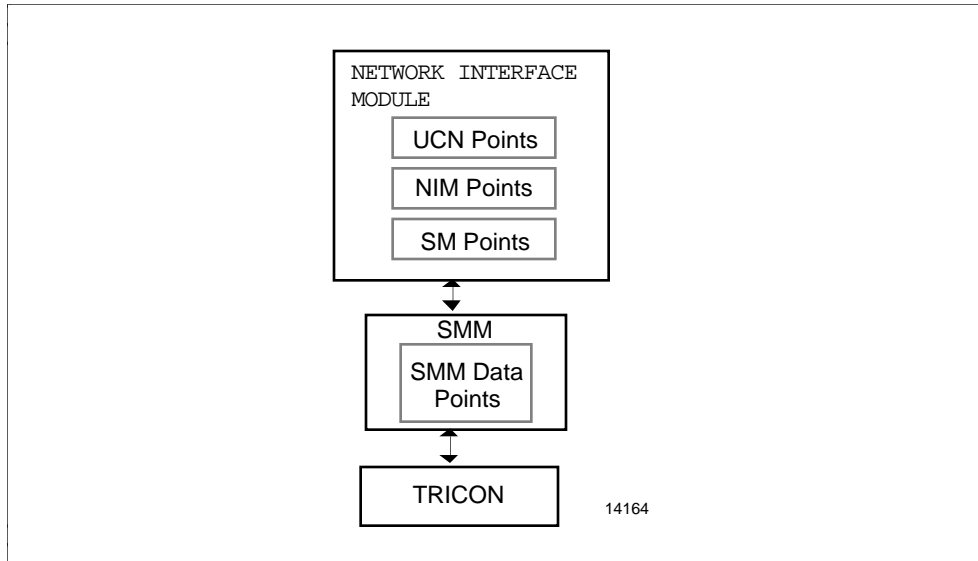 NETWORK INTERFACE
MODULE
UCN Points
NIM Points
SM Points
SMM
SMM Data
Points
TRICON
14164